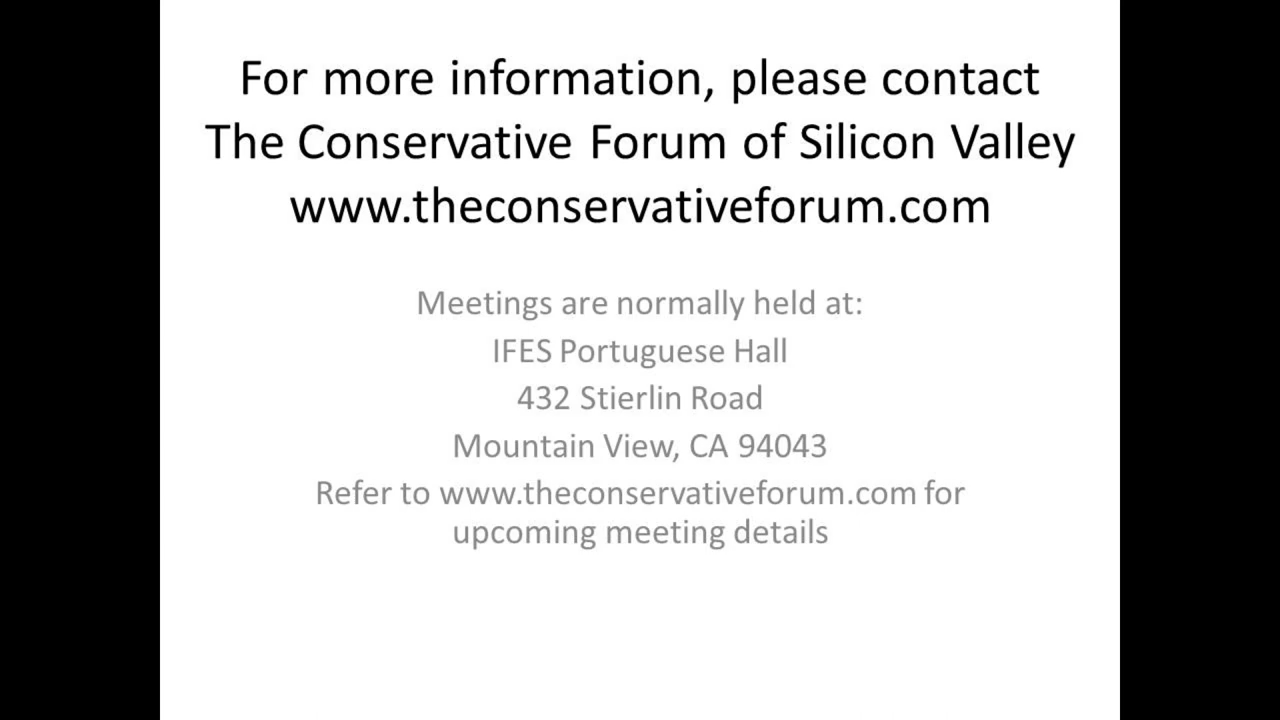 For more information, please contact
The Conservative Forum of Silicon Valley
www.theconservativeforum.com
Meetings are normally held at:
IFES Portuguese Hall
432 Stierlin Road
Mountain View, CA 94043
Refer to www.theconservativeforum.com for
upcoming meeting details